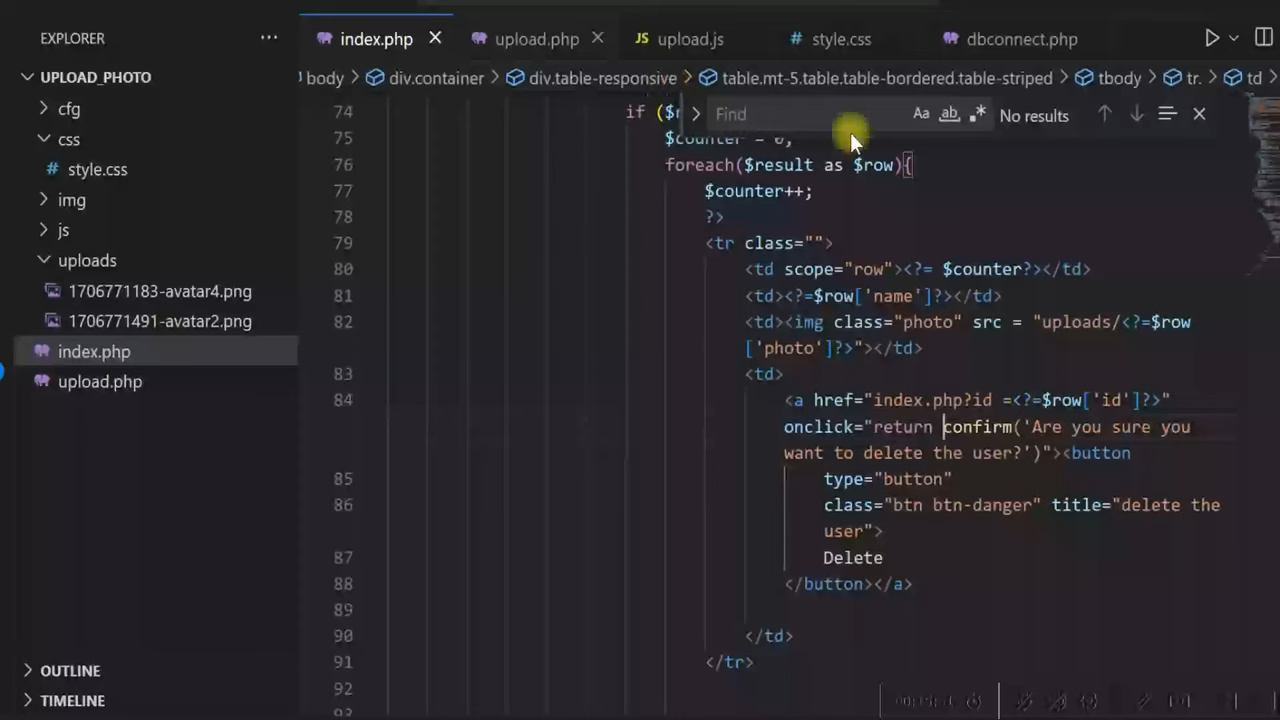 EXPLORER ...
index.php
upload.php
JS upload.js
# style.css
dbconnect.php
UPLOAD_PHOTO
body > div.container > div.table-responsive > table.mt-5.table.table-bordered.table-striped > tbody > tr. > td >
cfg
css
# style.css
img
js
uploads
1706771183-avatar4.png
1706771491-avatar2.png
index.php
upload.php
OUTLINE
TIMELINE
Find
Aa ab .* No results
74 if ($r
75 $counter = 0;
76 foreach($result as $row){
77 $counter++;
78 ?>
79 <tr class="">
80 <td scope="row"><?= $counter?></td>
81 <td><?=$row['name']?></td>
82 <td><img class="photo" src = "uploads/<?=$row
['photo']?>"></td>
83 <td>
84 <a href="index.php?id =<?=$row['id']?>"
onclick="return confirm('Are you sure you
want to delete the user?')"><button
85 type="button"
86 class="btn btn-danger" title="delete the
user">
87 Delete
88 </button></a>
89
90 </td>
91 </tr>
92
93